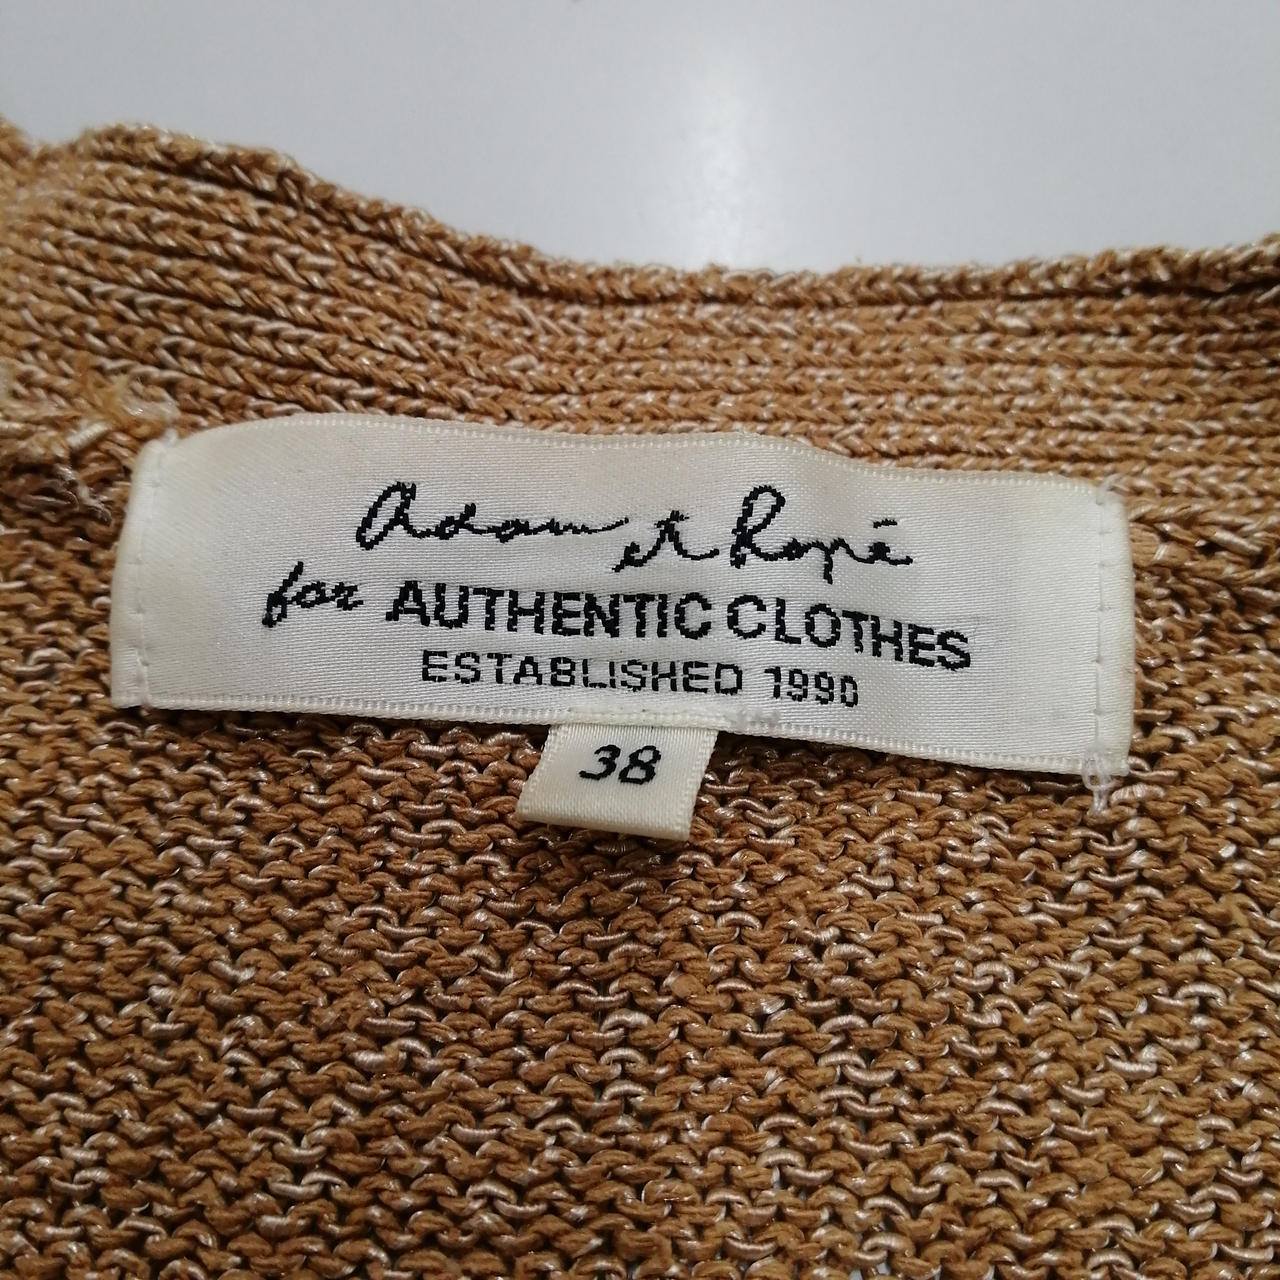 Adam et Ropé
for AUTHENTIC CLOTHES
ESTABLISHED 1990
38